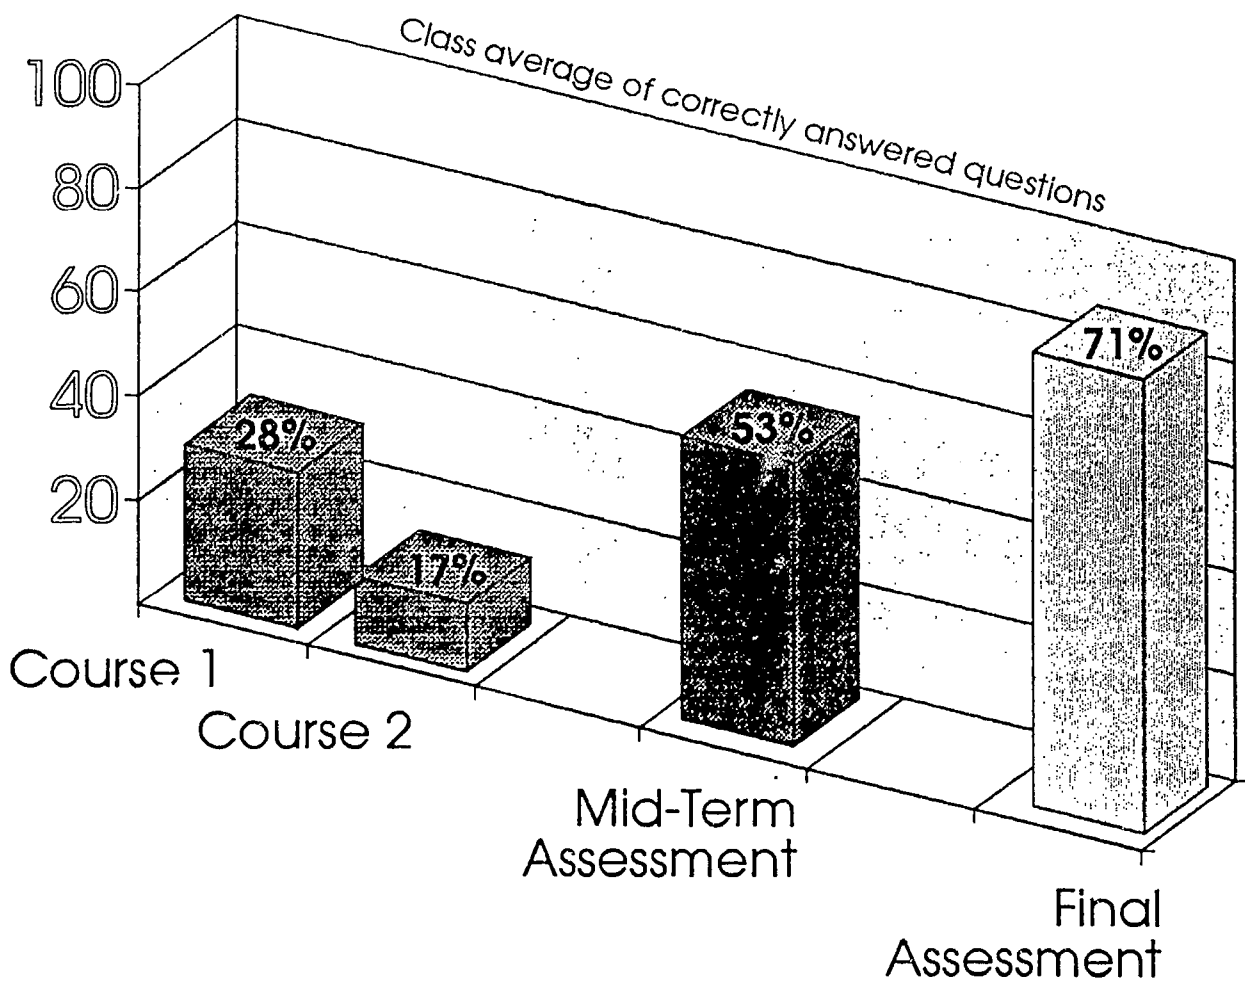 Class average of correctly answered questions
100
80
60
40
20
28%
17%
53%
71%
Course 1
Course 2
Mid-Term
Assessment
Final
Assessment